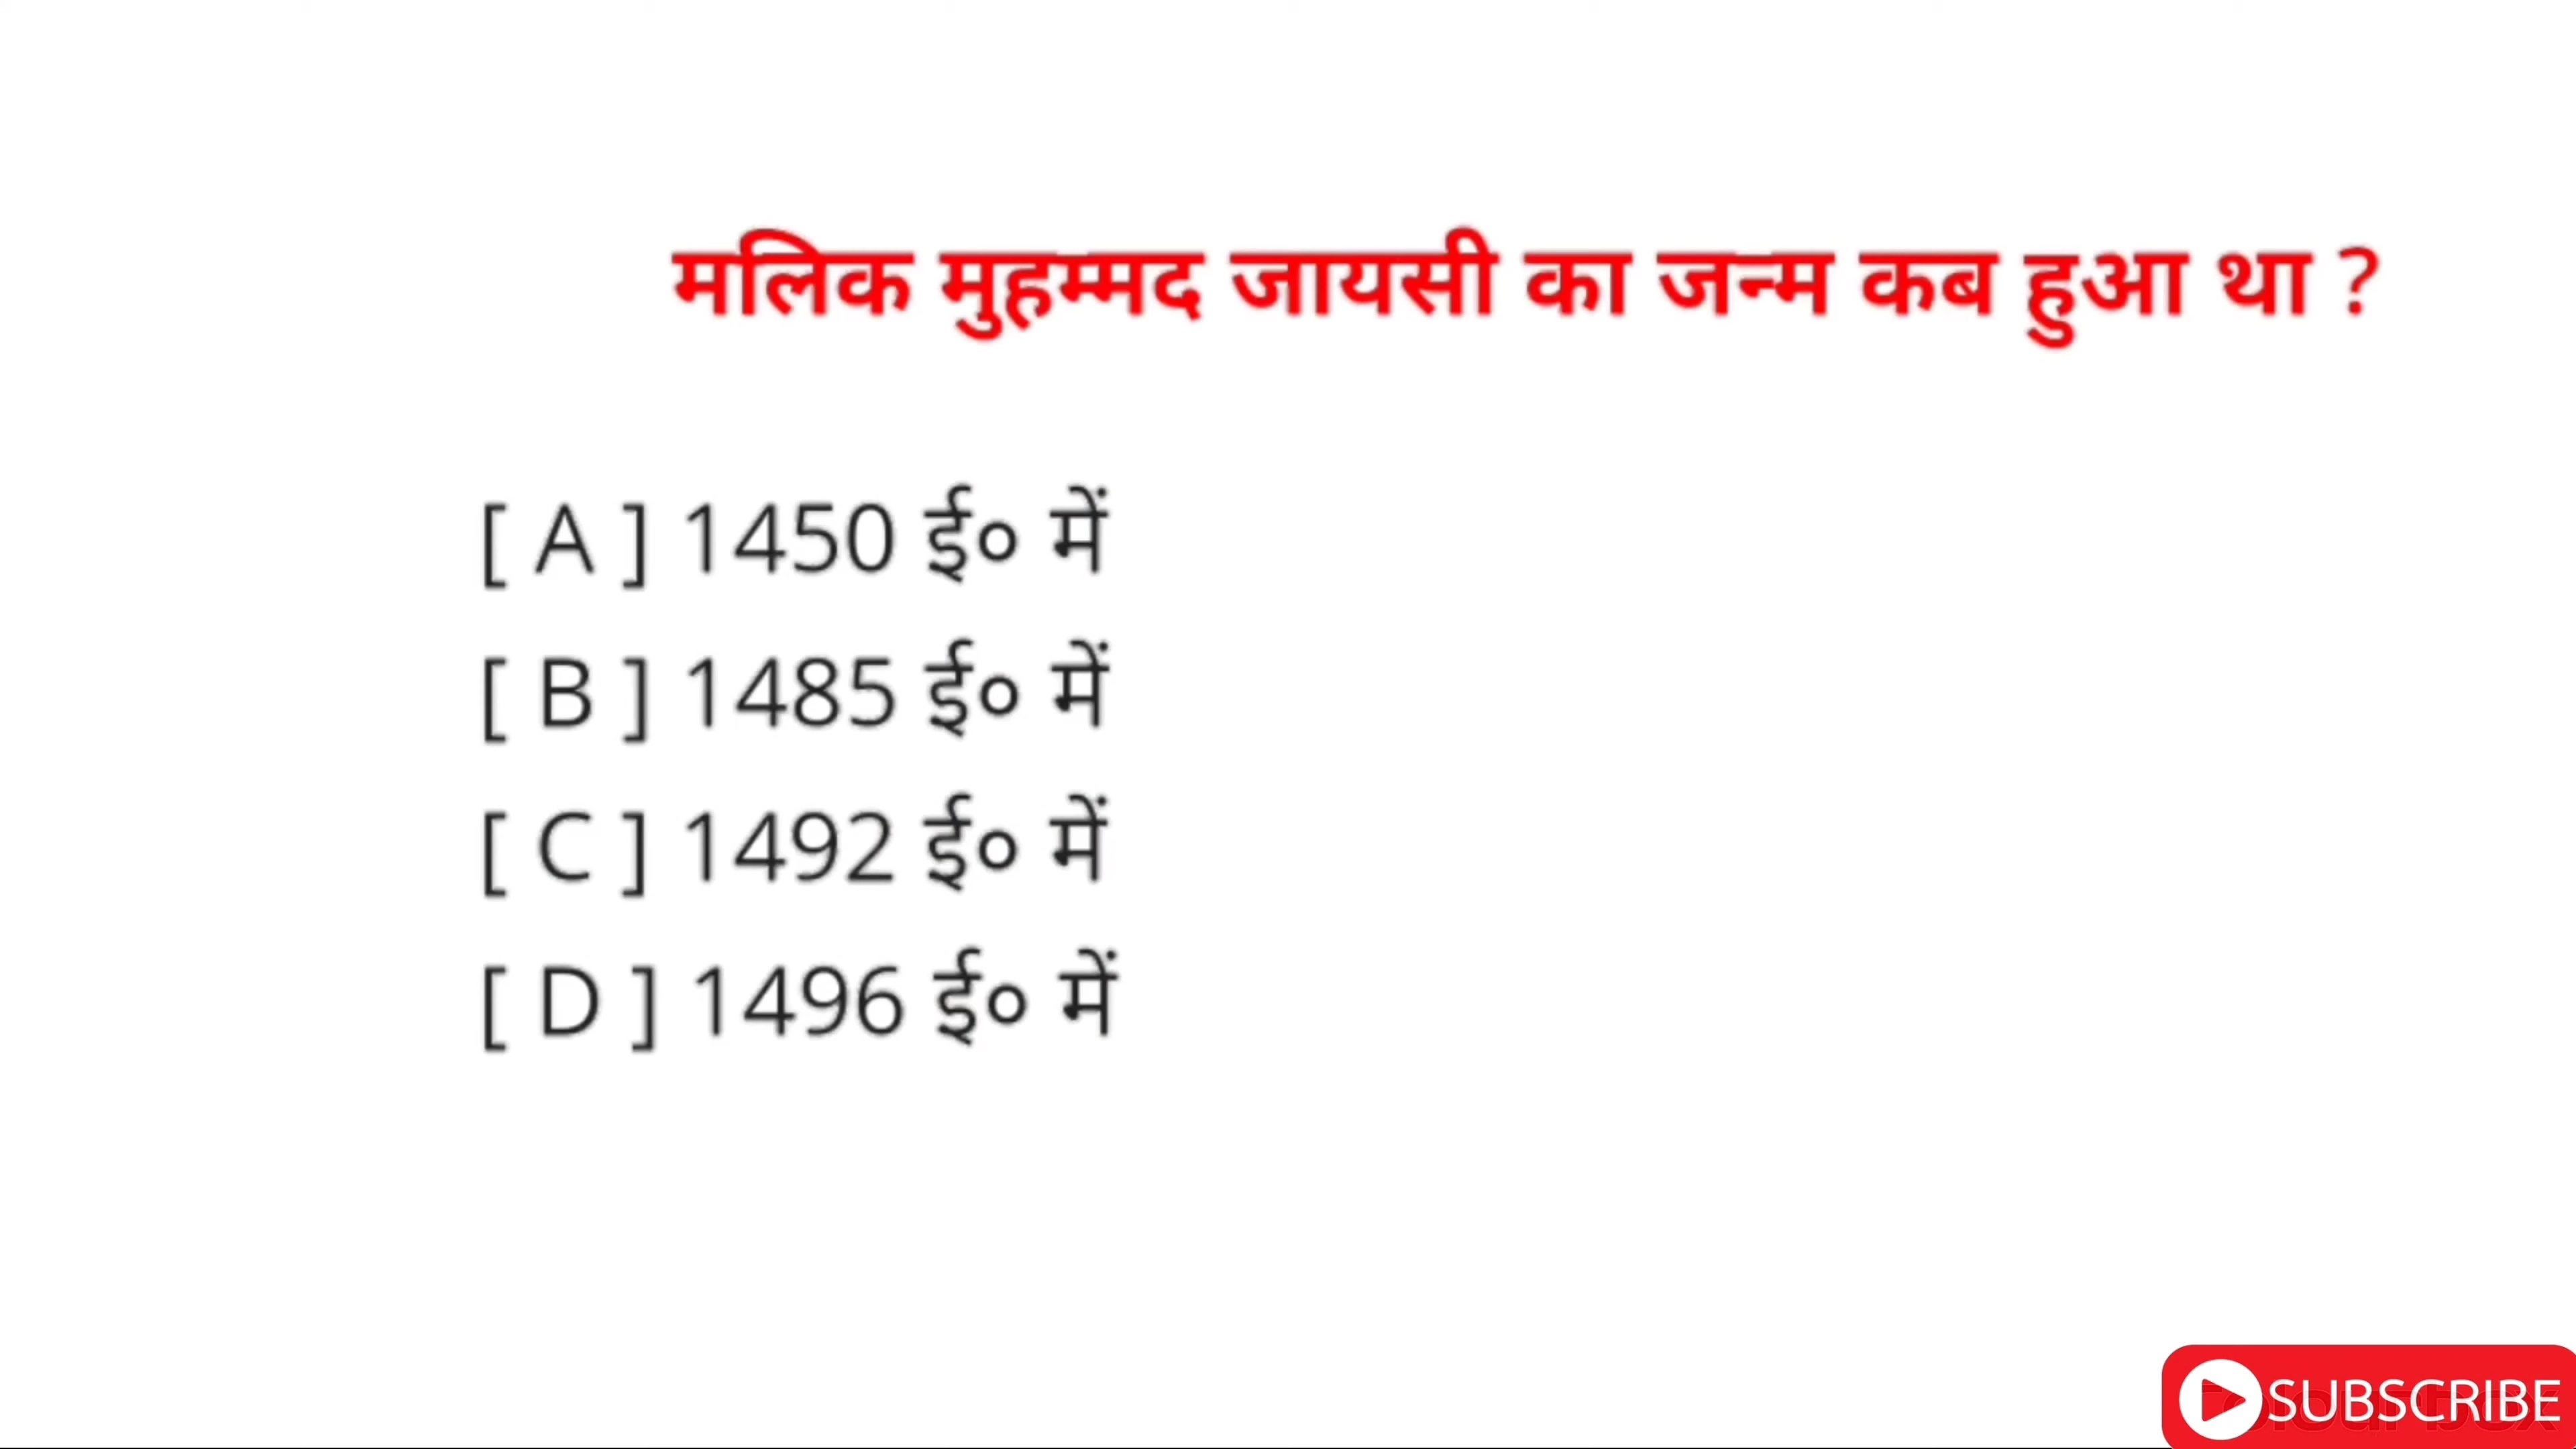 मलिक मुहम्मद जायसी का जन्म कब हुआ था ?
[ A ] 1450 ई० में
[ B ] 1485 ई० में
[ C ] 1492 ई० में
[ D ] 1496 ई० में
SUBSCRIBE